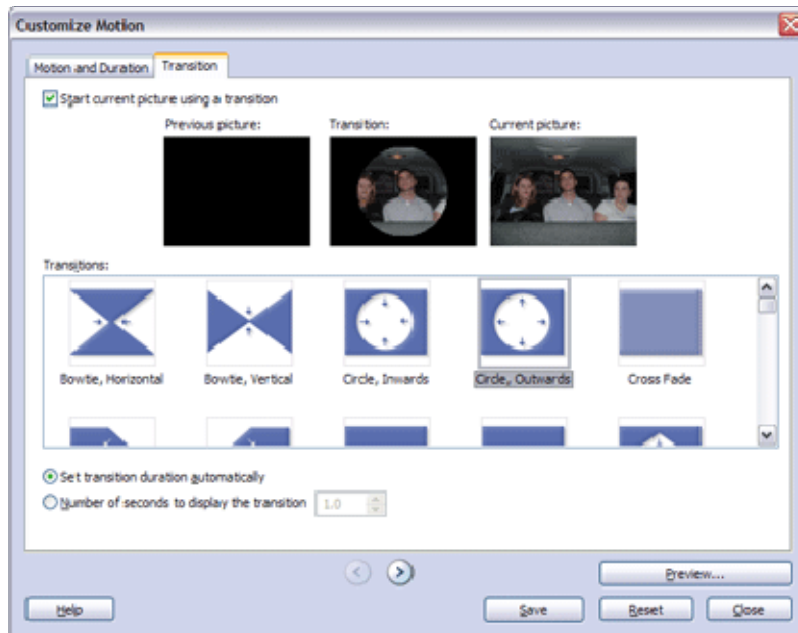 Customize Motion
Motion and Duration Transition
Start current picture using a transition
Previous picture: Transition: Current picture:
Transitions:
Bowtie, Horizontal Bowtie, Vertical Circle, Inwards Circle, Outwards Cross Fade
Set transition duration automatically
Number of seconds to display the transition 1.0
Preview...
Help Save Reset Close